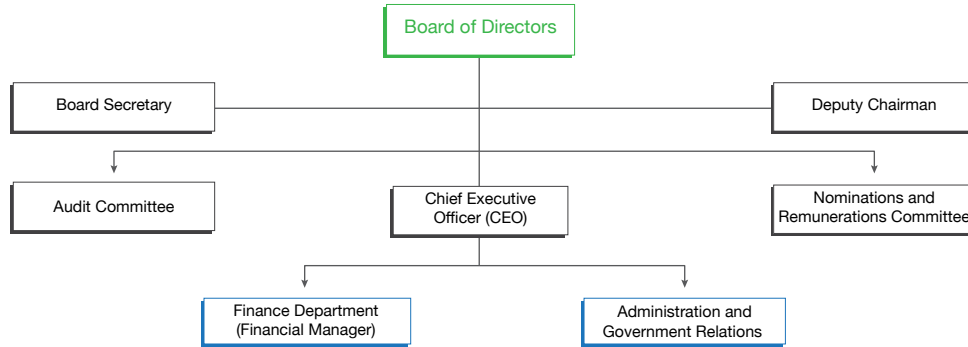 Board of Directors
Board Secretary
Deputy Chairman
Audit Committee
Chief Executive
Officer (CEO)
Nominations and
Remunerations Committee
Finance Department
(Financial Manager)
Administration and
Government Relations